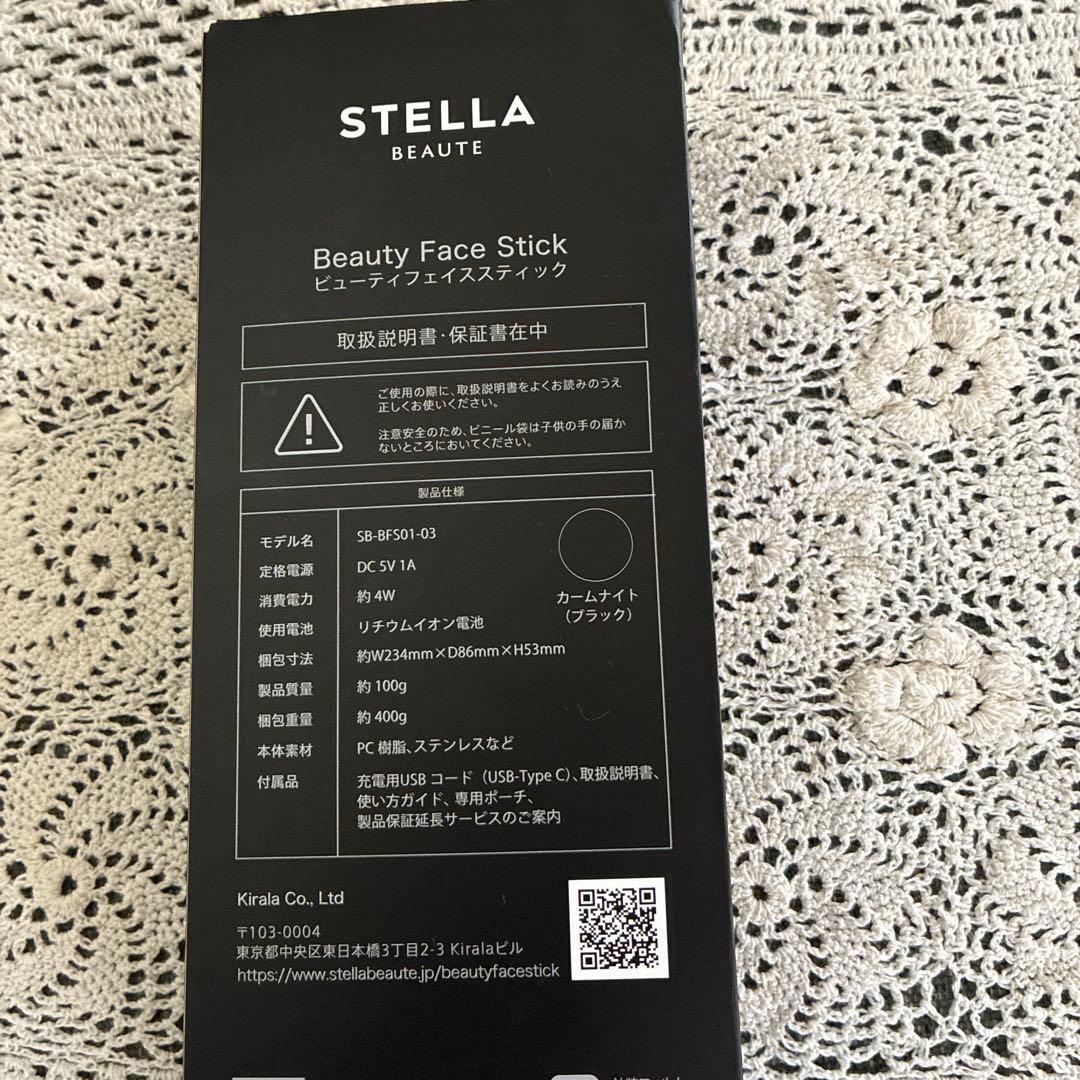 STELLA
BEAUTE
Beauty Face Stick
ビューティフェイススティック
取扱説明書・保証書在中
ご使用の際に、取扱説明書をよくお読みのうえ
正しくお使いください。
注意安全のため、ビニール袋は子供の手の届か
ないところにおいてください。
製品仕様
モデル名 SB-BFS01-03
定格電源 DC 5V 1A
消費電力 約 4W
使用電池 リチウムイオン電池
梱包寸法 約W234mm×D86mm×H53mm
製品質量 約 100g
梱包重量 約 400g
本体素材 PC 樹脂、ステンレスなど
付属品 充電用USB コード（USB-Type C）、取扱説明書、
使い方ガイド、専用ポーチ、
製品保証延長サービスのご案内
カームナイト
（ブラック）
Kirala Co., Ltd
〒103-0004
東京都中央区東日本橋3丁目2-3 Kiralaビル
https://www.stellabeaute.jp/beautyfacestick